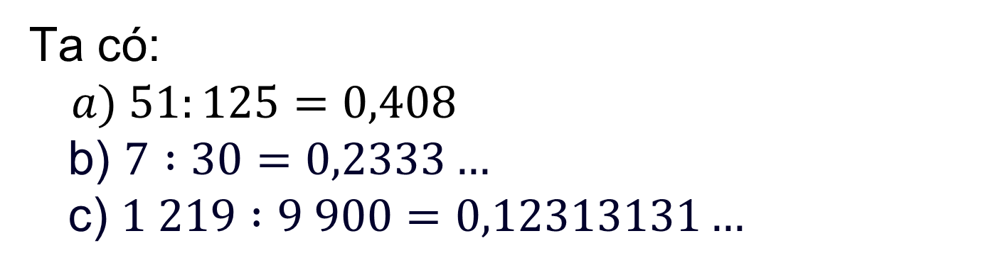 Ta có:
a) 51: 125 = 0,408
b) 7 : 30 = 0,2333 ...
c) 1 219 : 9 900 = 0,12313131 ...